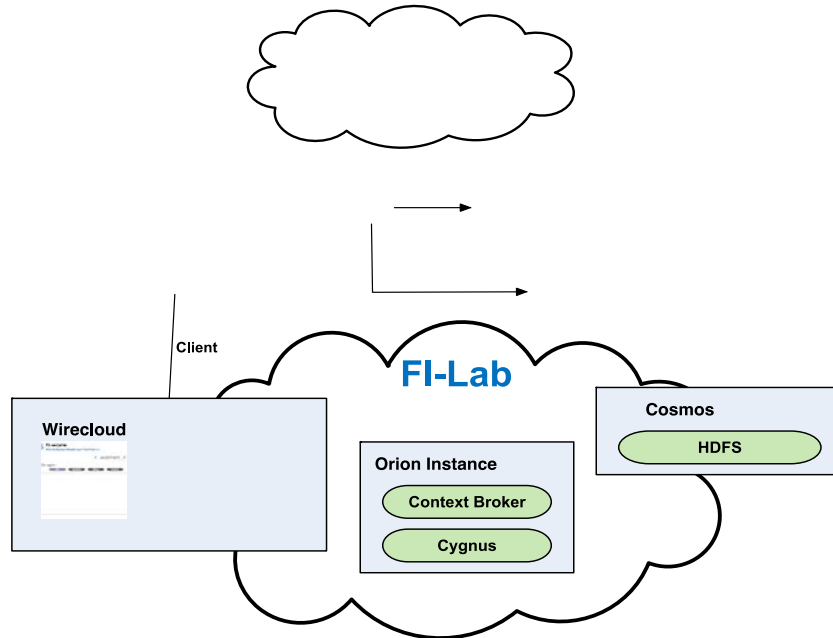 Client
FI-Lab
Cosmos
HDFS
Wirecloud
Orion Instance
Context Broker
Cygnus